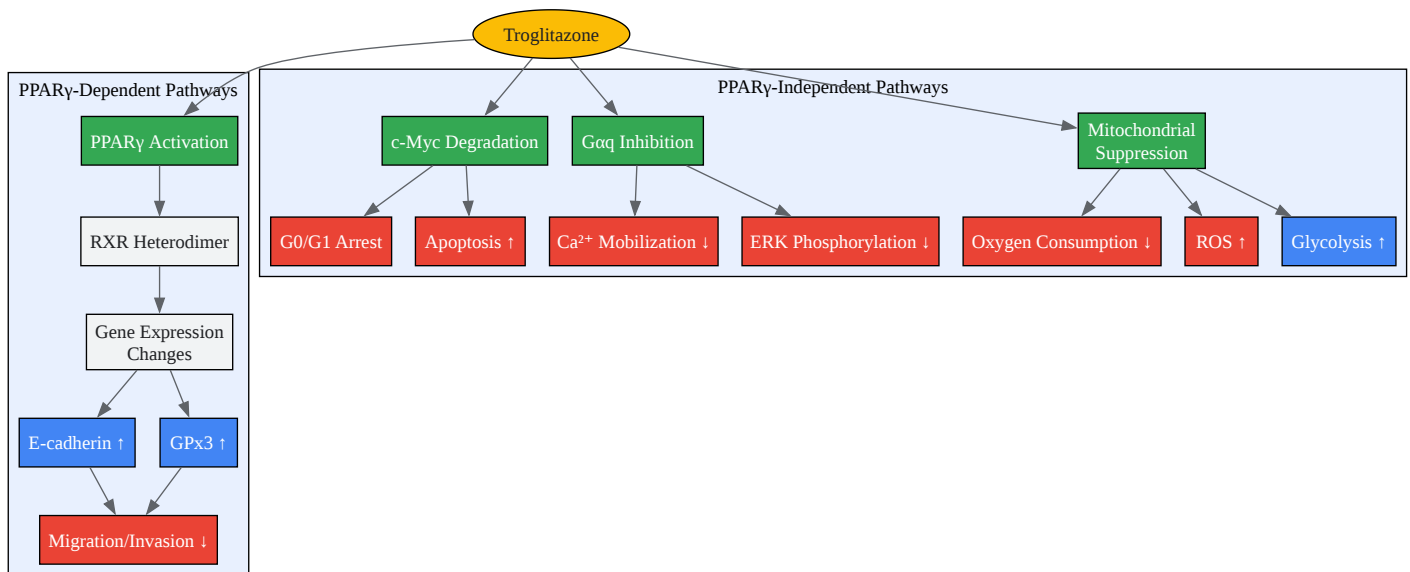 Troglitazone
PPARγ-Dependent Pathways
PPARγ-Independent Pathways
PPARγ Activation
c-Myc Degradation
Gαq Inhibition
Mitochondrial
Suppression
RXR Heterodimer
G0/G1 Arrest
Apoptosis ↑
Ca²⁺ Mobilization ↓
ERK Phosphorylation ↓
Oxygen Consumption ↓
ROS ↑
Glycolysis ↑
Gene Expression
Changes
E-cadherin ↑
GPx3 ↑
Migration/Invasion ↓